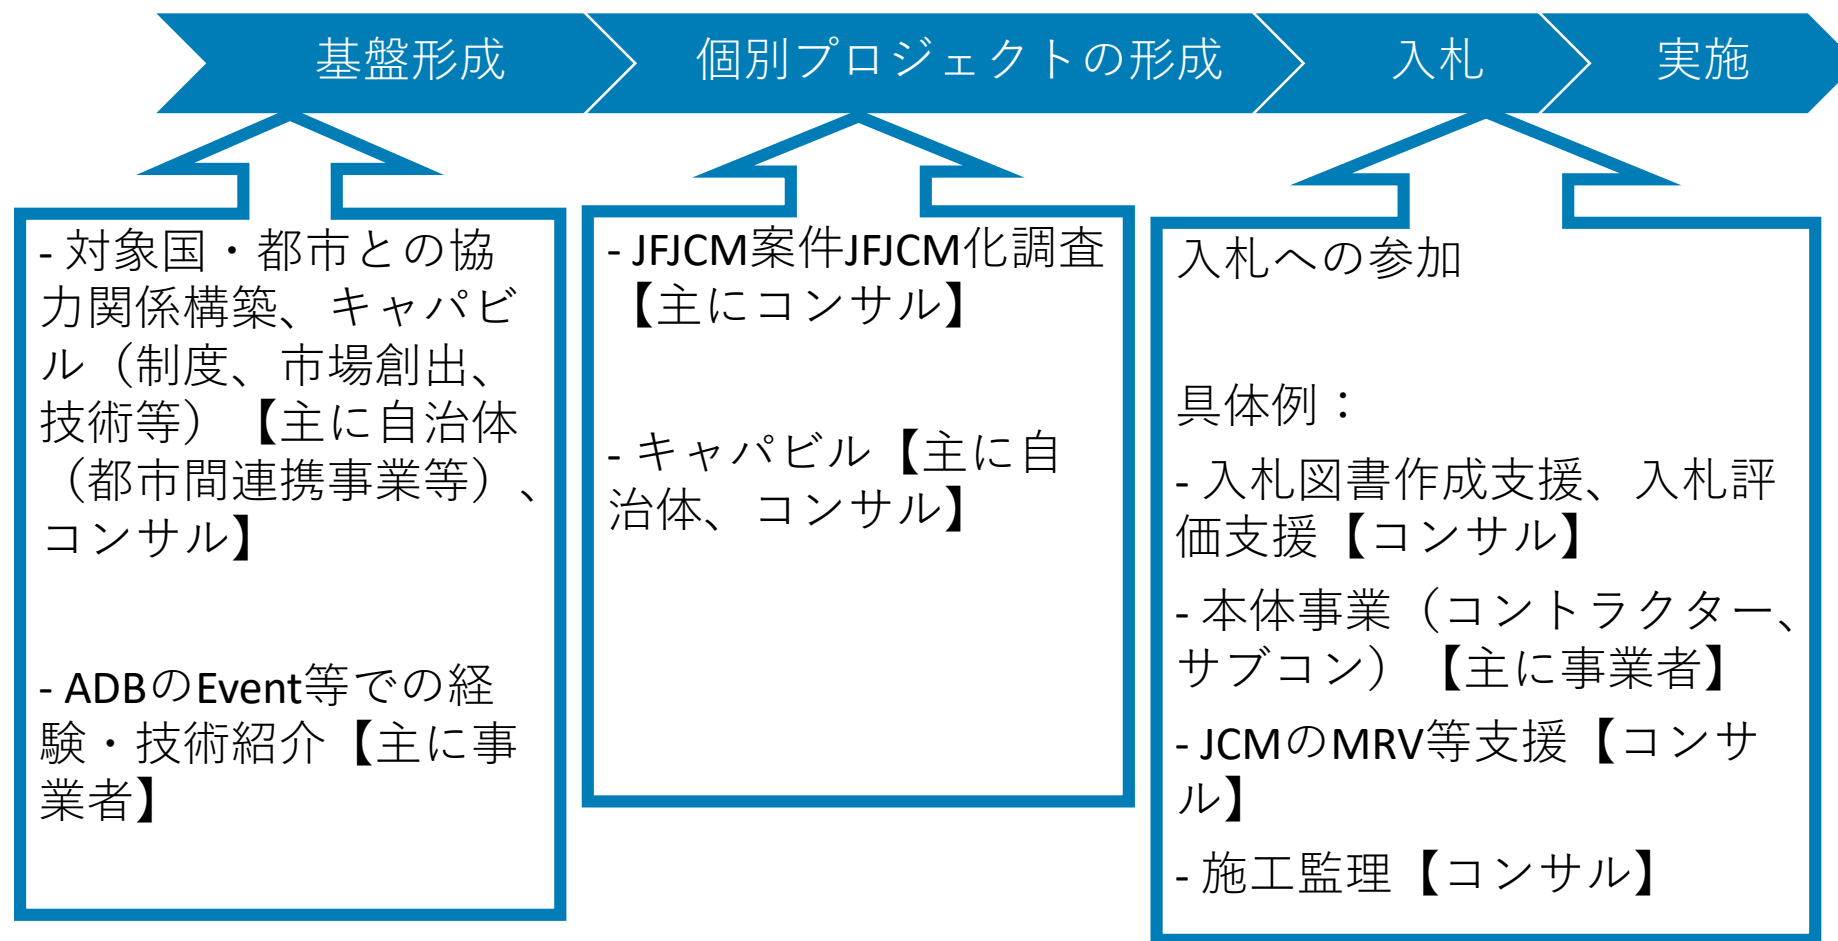 基盤形成
個別プロジェクトの形成
入札
実施
- 対象国・都市との協
力関係構築、キャパビ
ル（制度、市場創出、
技術等）【主に自治体
（都市間連携事業等）、
コンサル】
- ADBのEvent等での経
験・技術紹介【主に事
業者】
- JFJCM案件JFJCM化調査
【主にコンサル】
- キャパビル【主に自
治体、コンサル】
入札への参加
具体例：
- 入札図書作成支援、入札評
価支援【コンサル】
- 本体事業（コントラクター、
サブコン）【主に事業者】
- JCMのMRV等支援【コンサ
ル】
- 施工監理【コンサル】